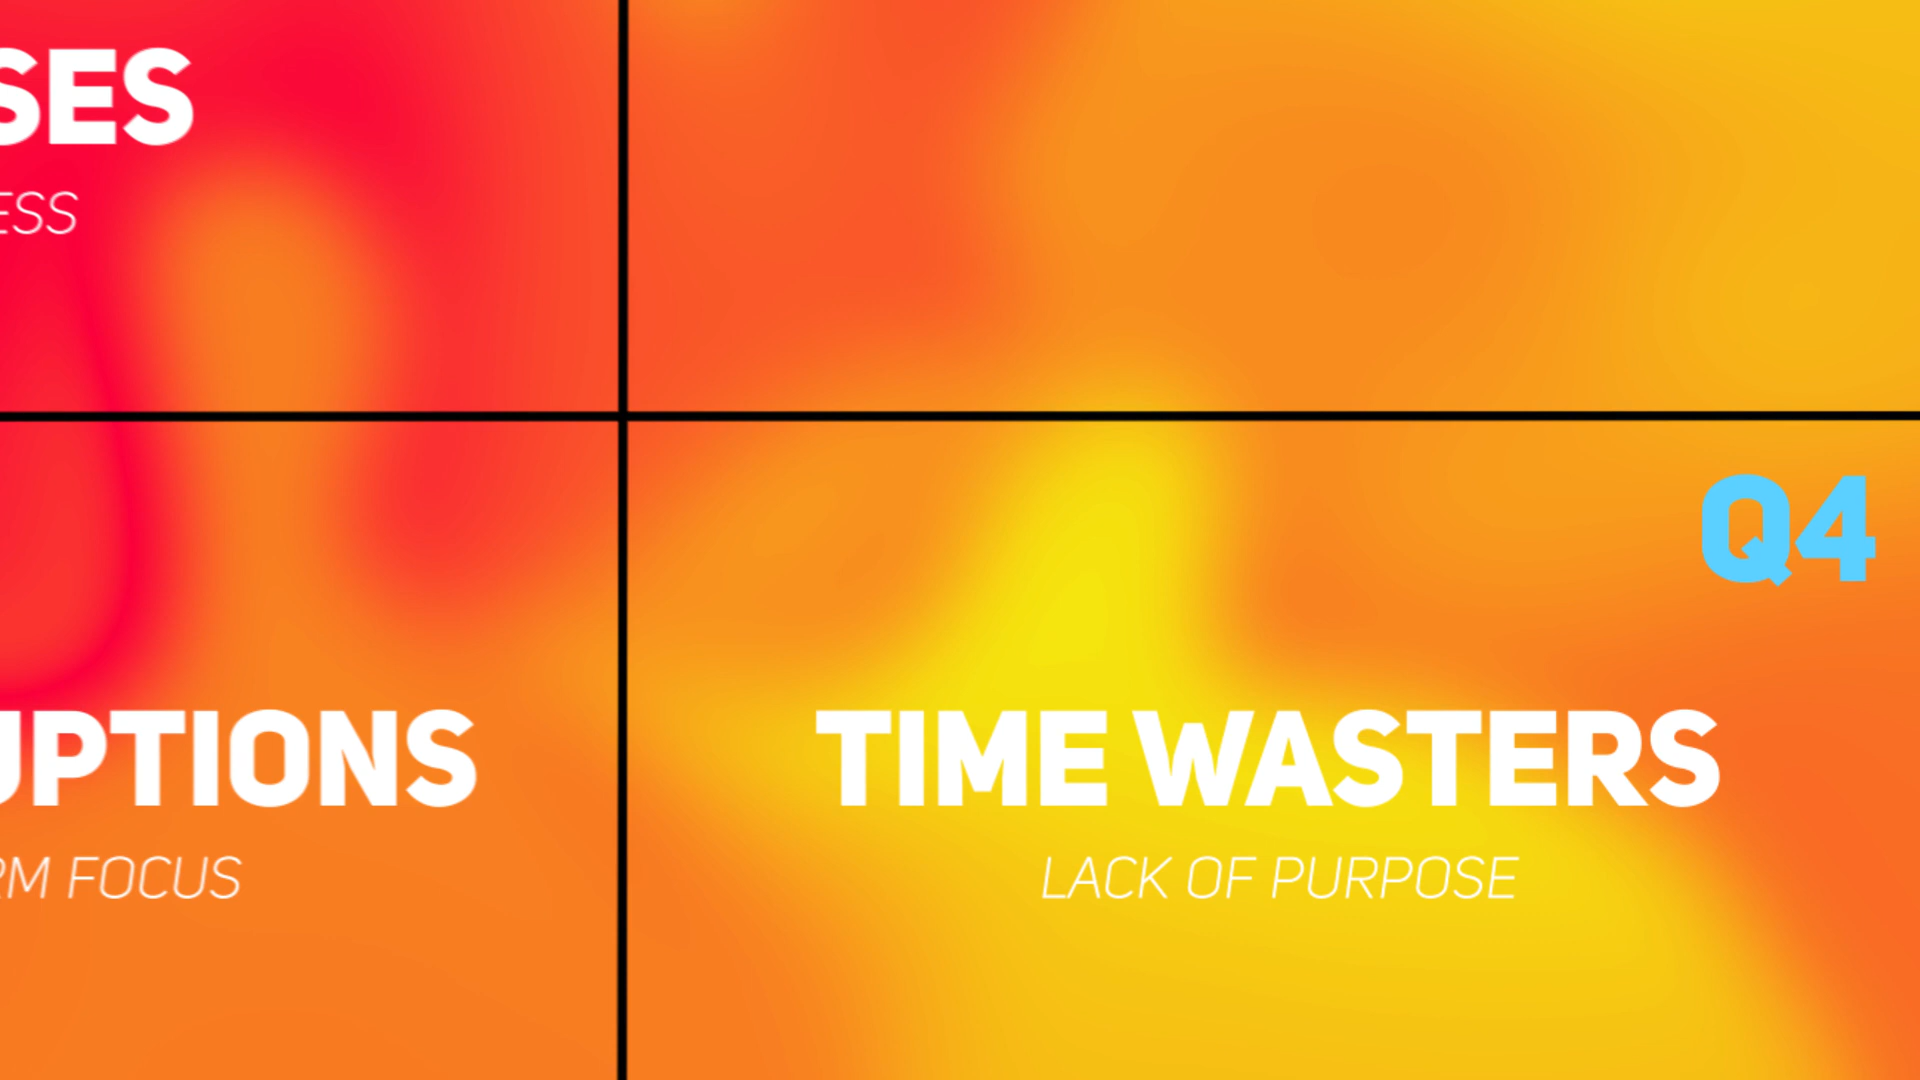 SES
ESS
Q4
UPTIONS
RM FOCUS
TIME WASTERS
LACK OF PURPOSE